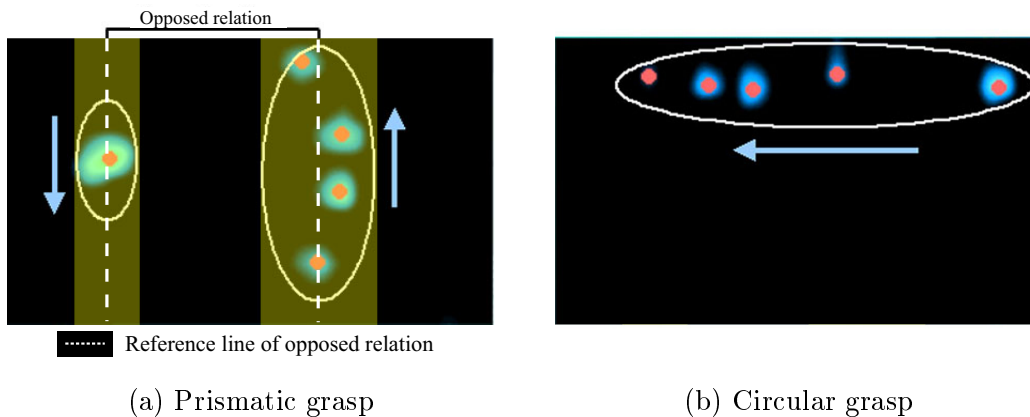 Opposed relation
Reference line of opposed relation
(a) Prismatic grasp
(b) Circular grasp